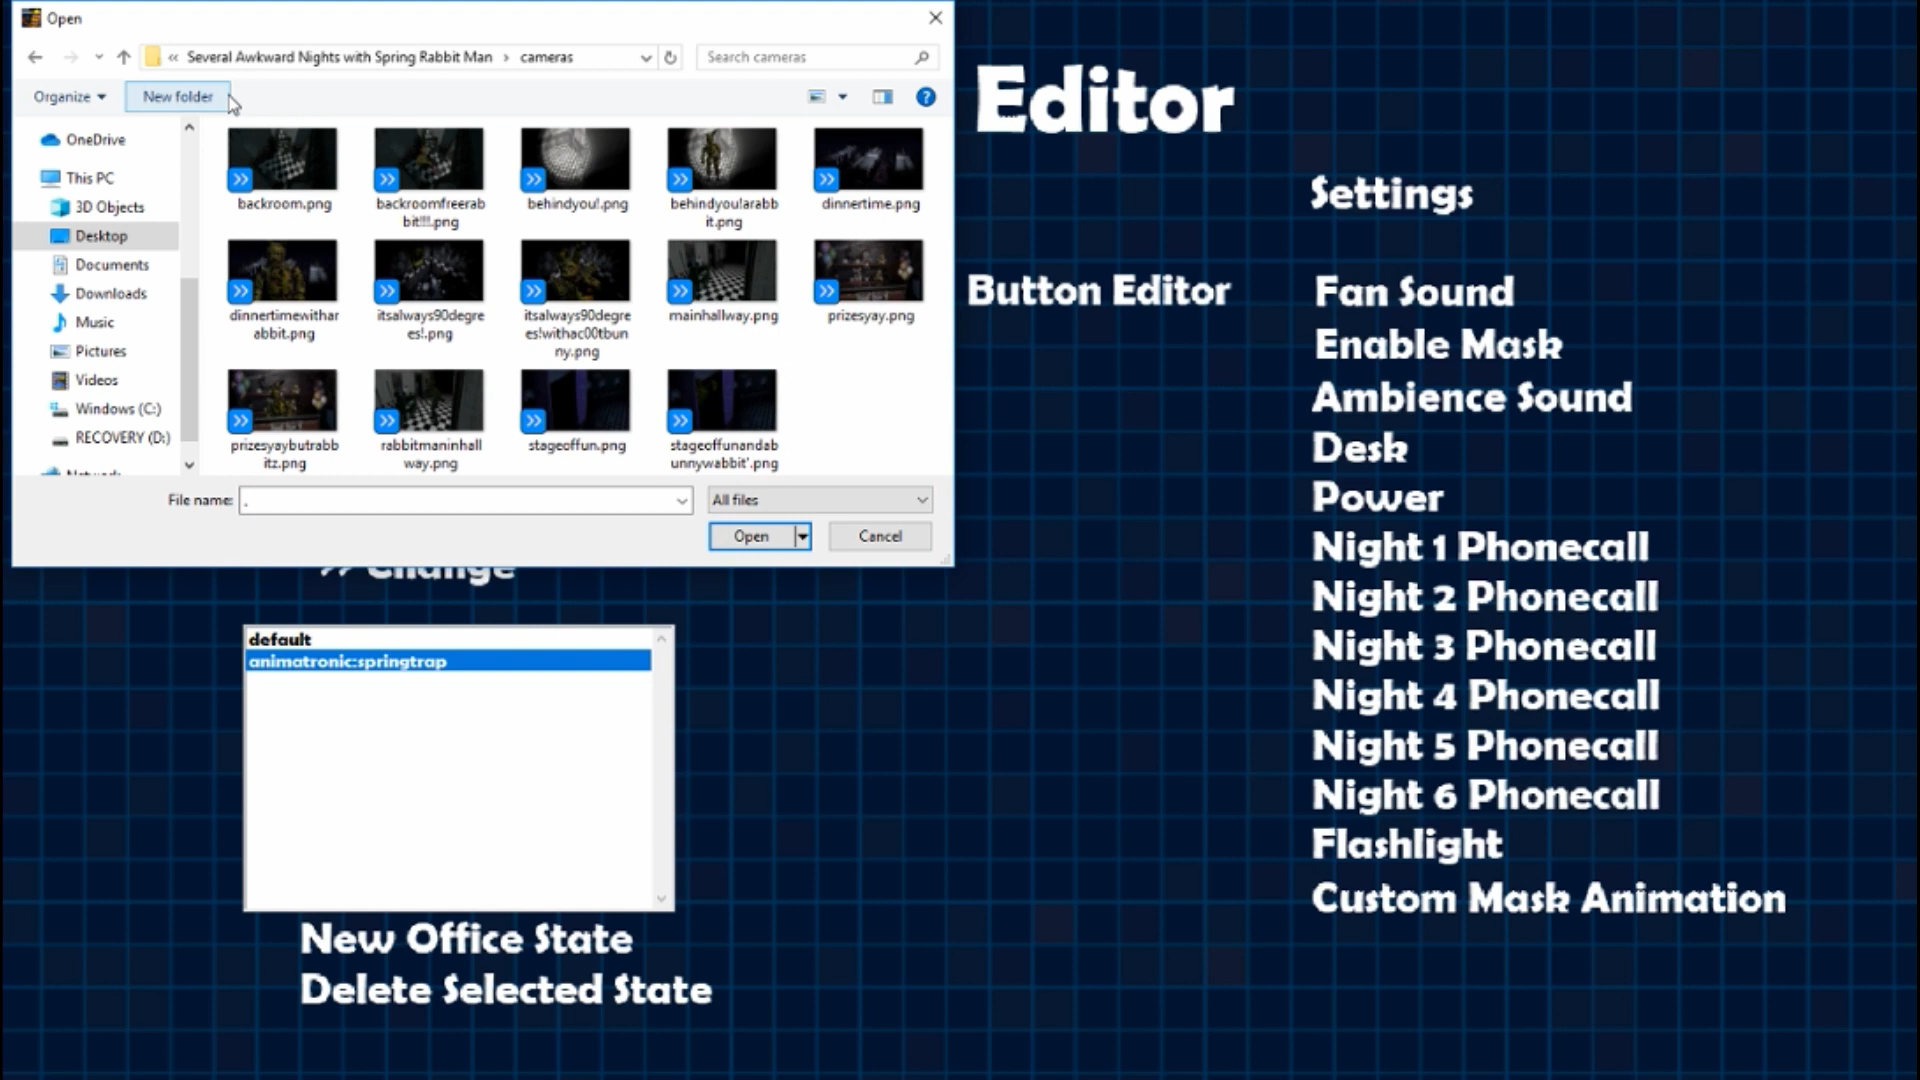 Open
« Several Awkward Nights with Spring Rabbit Man > cameras
Search cameras
Organize
New folder
OneDrive
This PC
3D Objects
Desktop
Documents
Downloads
Music
Pictures
Videos
Windows (C:)
RECOVERY (D:)
Network
backroom.png
backroomfreerab
bit!!!.png
behindyou!.png
behindyou!arabb
it.png
dinnertime.png
dinnertimewithar
abbit.png
itsalways90degre
es!.png
itsalways90degre
es!withac00tbun
ny.png
mainhallway.png
prizesyay.png
prizesyaybutrabb
itz.png
rabbitmaninhall
way.png
stageoffun.png
stageoffunandab
unnywabbit'.png
File name: .
All files
Open
Cancel
Editor
Settings
Button Editor
Fan Sound
Enable Mask
Ambience Sound
Desk
Power
Night 1 Phonecall
Night 2 Phonecall
Night 3 Phonecall
Night 4 Phonecall
Night 5 Phonecall
Night 6 Phonecall
Flashlight
Custom Mask Animation
>> Change
default
animatronic:springtrap
New Office State
Delete Selected State